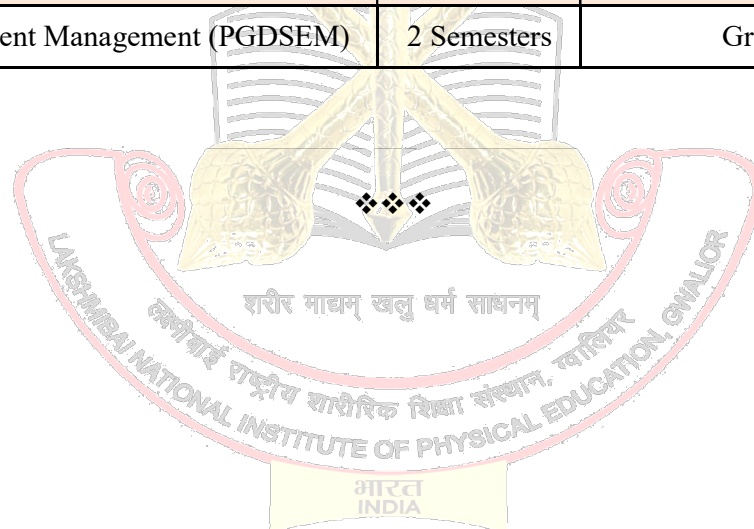 ent Management (PGDSEM) 2 Semesters Gr
❖❖❖
शरीर माद्यम् खलु धर्म साधनम्
लक्ष्मीबाई राष्ट्रीय शारीरिक शिक्षा संस्थान, ग्वालियर
LAKSHMIBAI NATIONAL INSTITUTE OF PHYSICAL EDUCATION, GWALIOR
भारत
INDIA